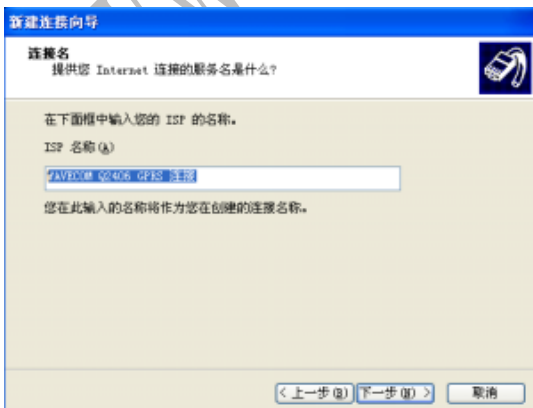 新建连接向导
连接名
提供您 Internet 连接的服务名是什么?
在下面框中输入您的 ISP 的名称。
ISP 名称(A)
WAVECOM Q2406 GPRS 连接
您在此输入的名称将作为您在创建的连接名称。
< 上一步(B) 下一步(N) > 取消